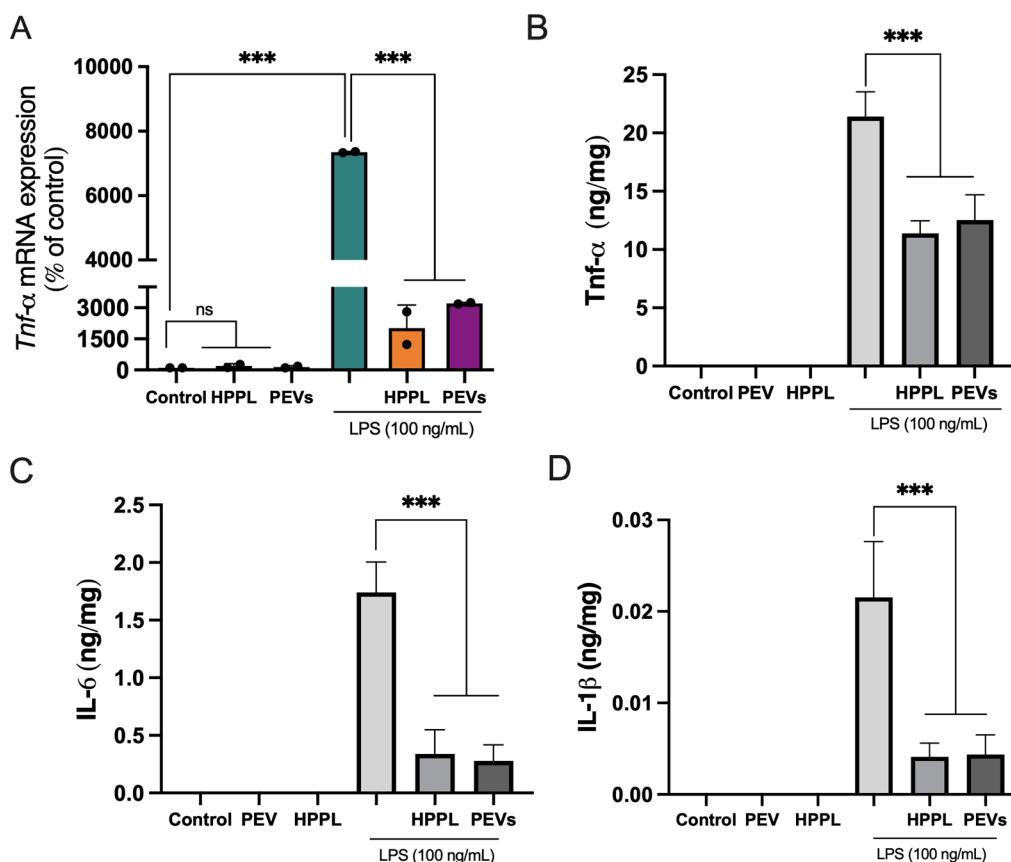 A
Tnf-α mRNA expression
(% of control)
10000
8000
6000
4000
3000
1500
0
***
***
ns
Control HPPL PEVs HPPL PEVs
LPS (100 ng/mL)
B
Tnf-α (ng/mg)
25
20
15
10
5
0
***
Control PEV HPPL HPPL PEVs
LPS (100 ng/mL)
C
IL-6 (ng/mg)
2.5
2.0
1.5
1.0
0.5
0.0
***
Control PEV HPPL HPPL PEVs
LPS (100 ng/mL)
D
IL-1β (ng/mg)
0.03
0.02
0.01
0.00
***
Control PEV HPPL HPPL PEVs
LPS (100 ng/mL)